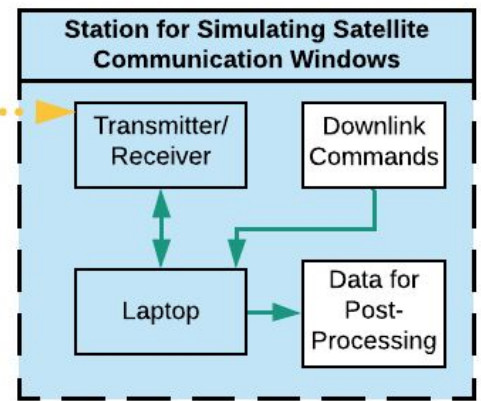 Station for Simulating Satellite
Communication Windows
Transmitter/
Receiver
Downlink
Commands
Laptop
Data for
Post-
Processing